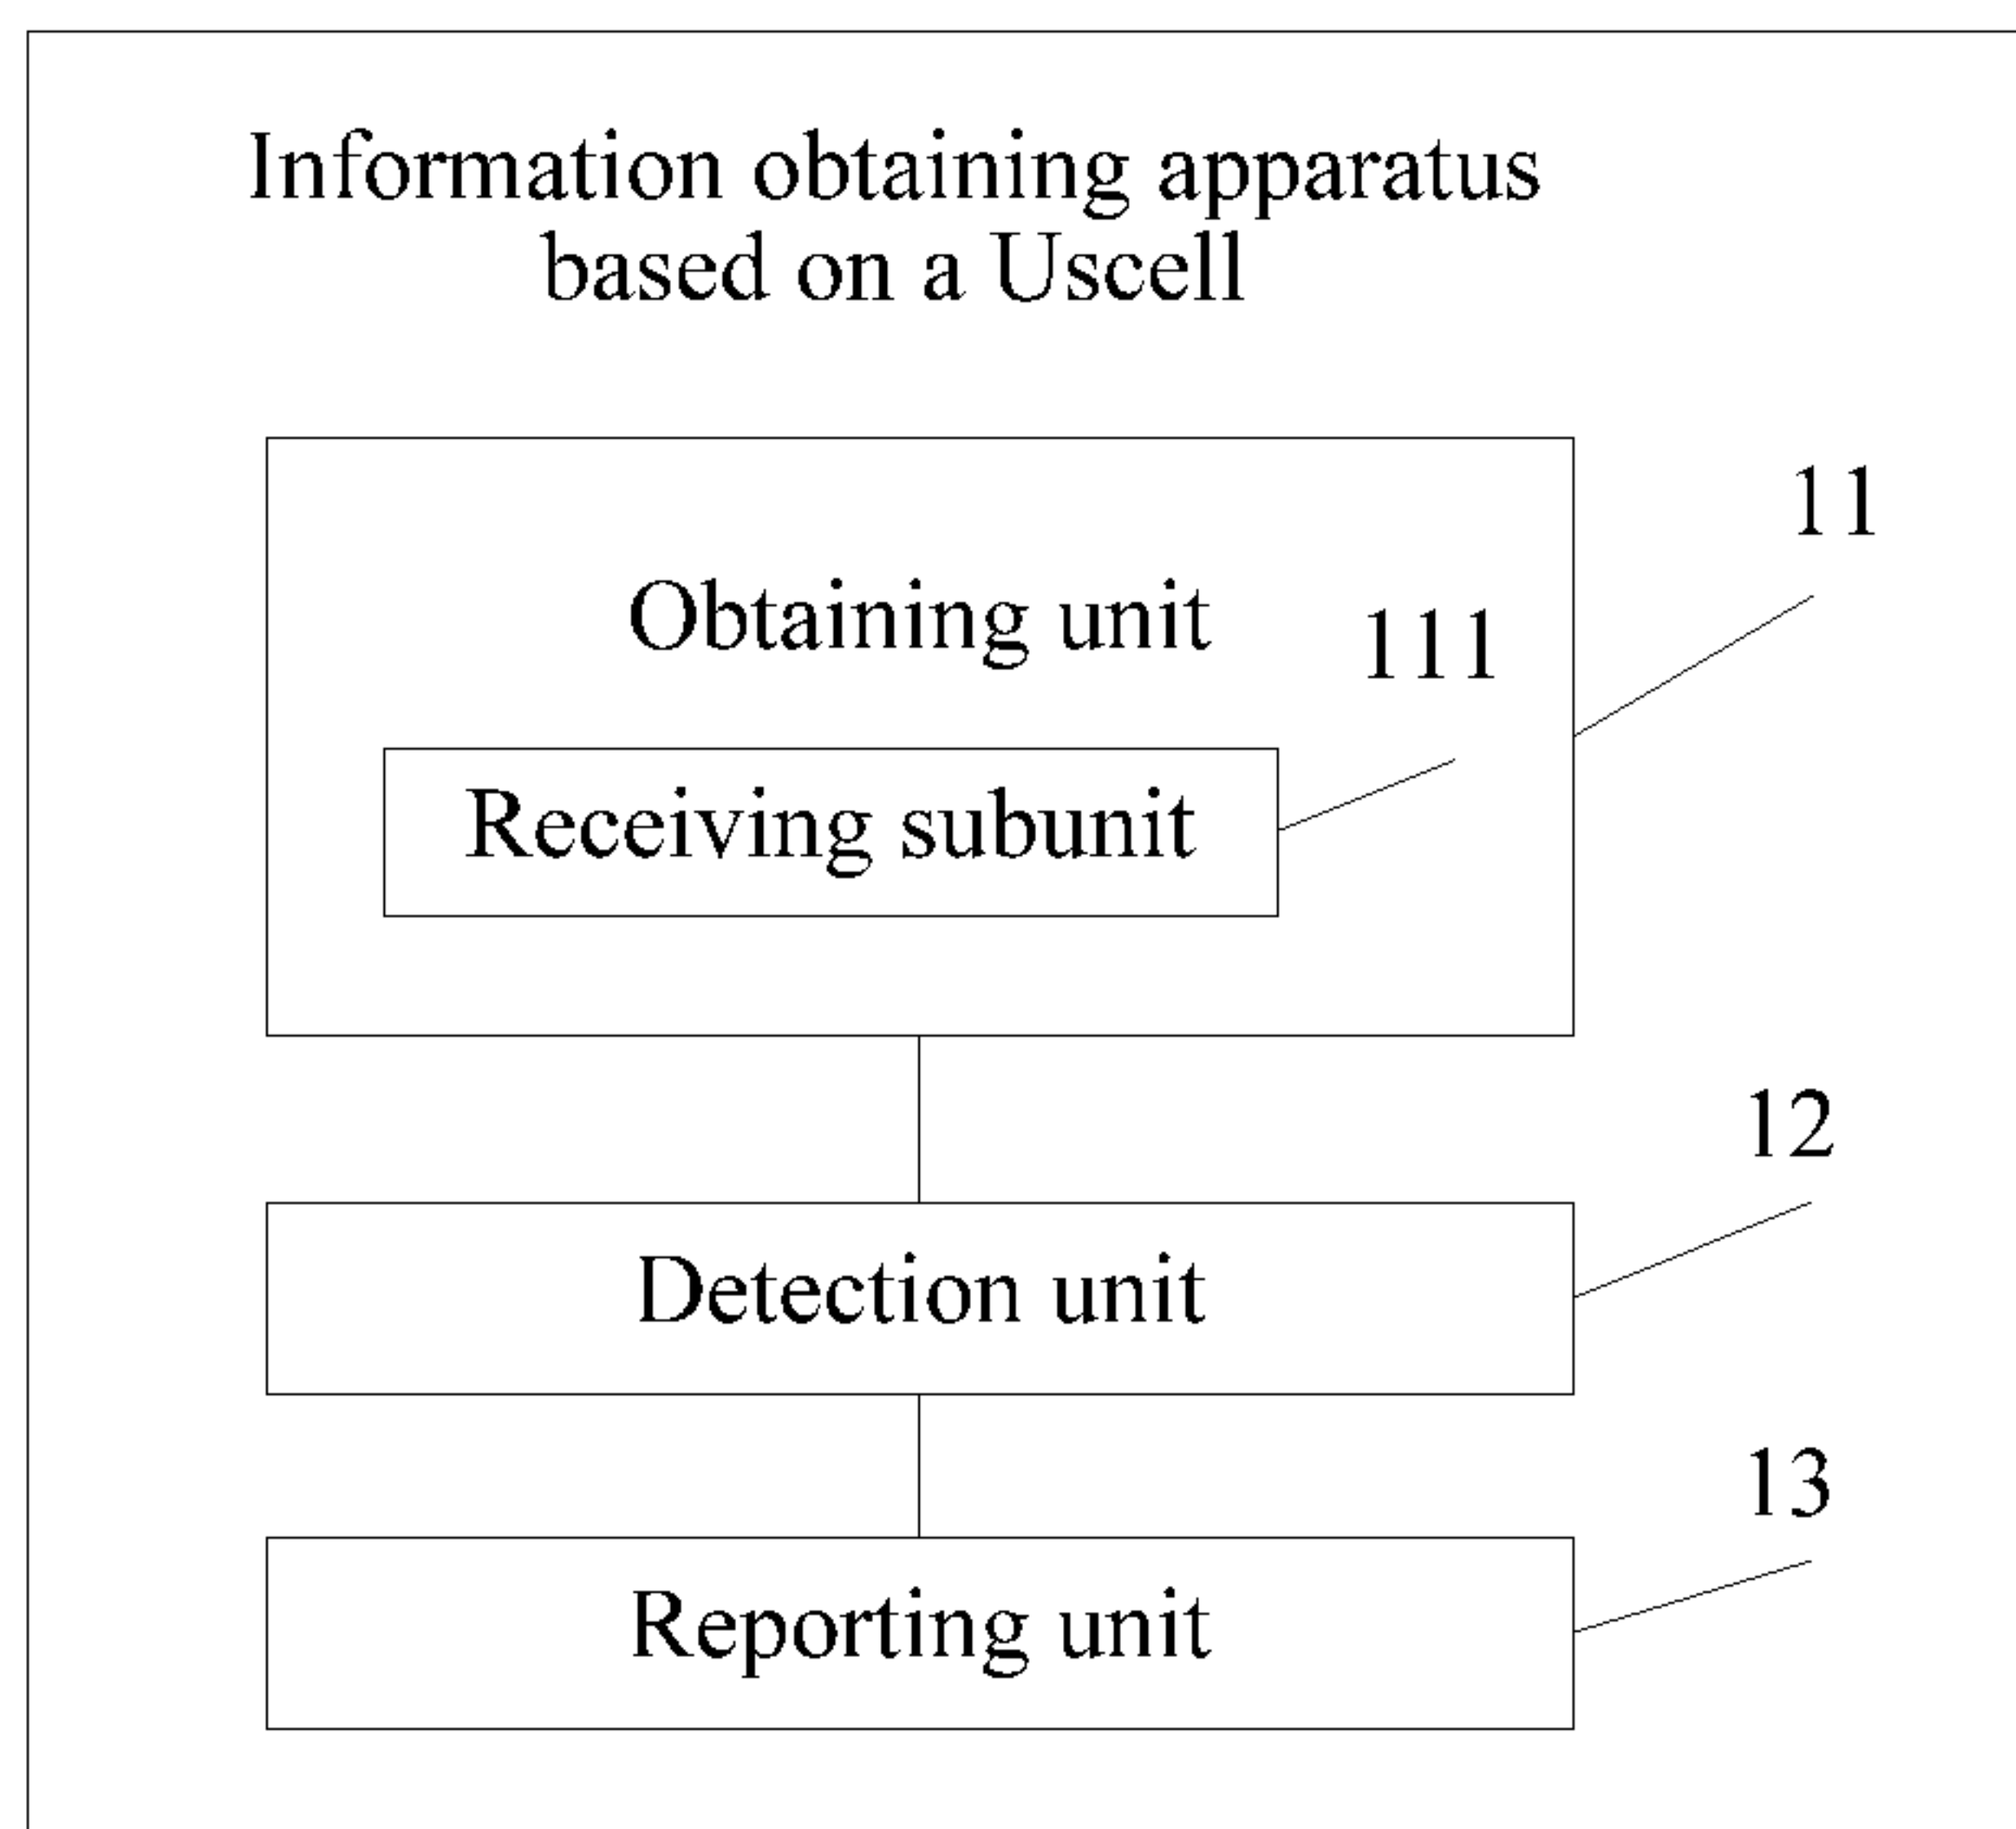 Information obtaining apparatus
based on a Uscell
11
Obtaining unit
111
Receiving subunit
12
Detection unit
13
Reporting unit